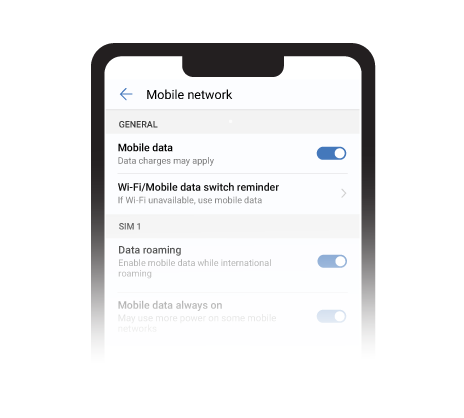 Mobile network
GENERAL
Mobile data
Data charges may apply
Wi-Fi/Mobile data switch reminder
If Wi-Fi unavailable, use mobile data
SIM 1
Data roaming
Enable mobile data while international
roaming
Mobile data always on
May use more power on some mobile
networks